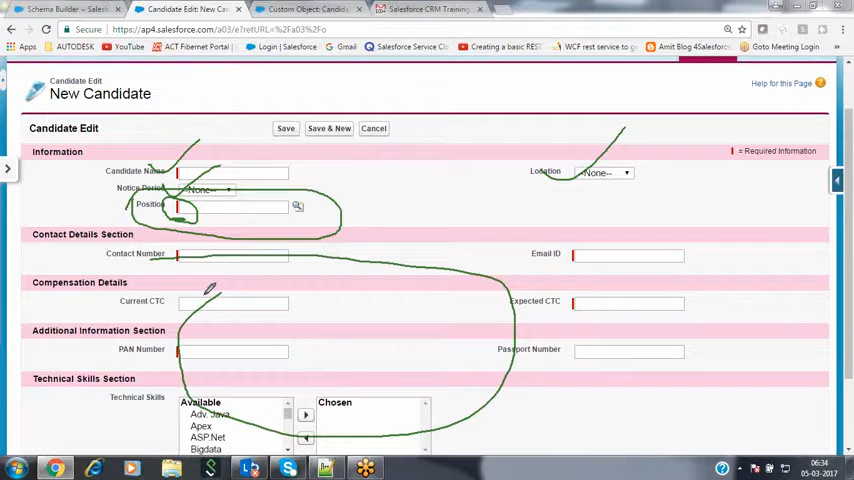 Schema Builder ~ Salesf
Candidate Edit: New Can
Custom Object: Candida
Salesforce CRM Training
Secure https://ap4.salesforce.com/a03/e?retURL=%2Fa03%2Fo
Apps AUTODESK YouTube ACT Fibernet Portal Login | Salesforce Qualtrics Salesforce Service Clou Creating a basic REST. WCF rest service to ge Amit Blog 4Salesforce Goto Meeting Login
Candidate Edit
New Candidate
Help for this Page
Candidate Edit Save Save & New Cancel
Information = Required Information
Candidate Name Location --None--
Notice Period --None--
Position
Contact Details Section
Contact Number Email ID
Compensation Details
Current CTC Expected CTC
Additional Information Section
PAN Number Passport Number
Technical Skills Section
Technical Skills Available Chosen
Adv. Java
Apex
ASP.Net
Bigdata
06:34
05-03-2017